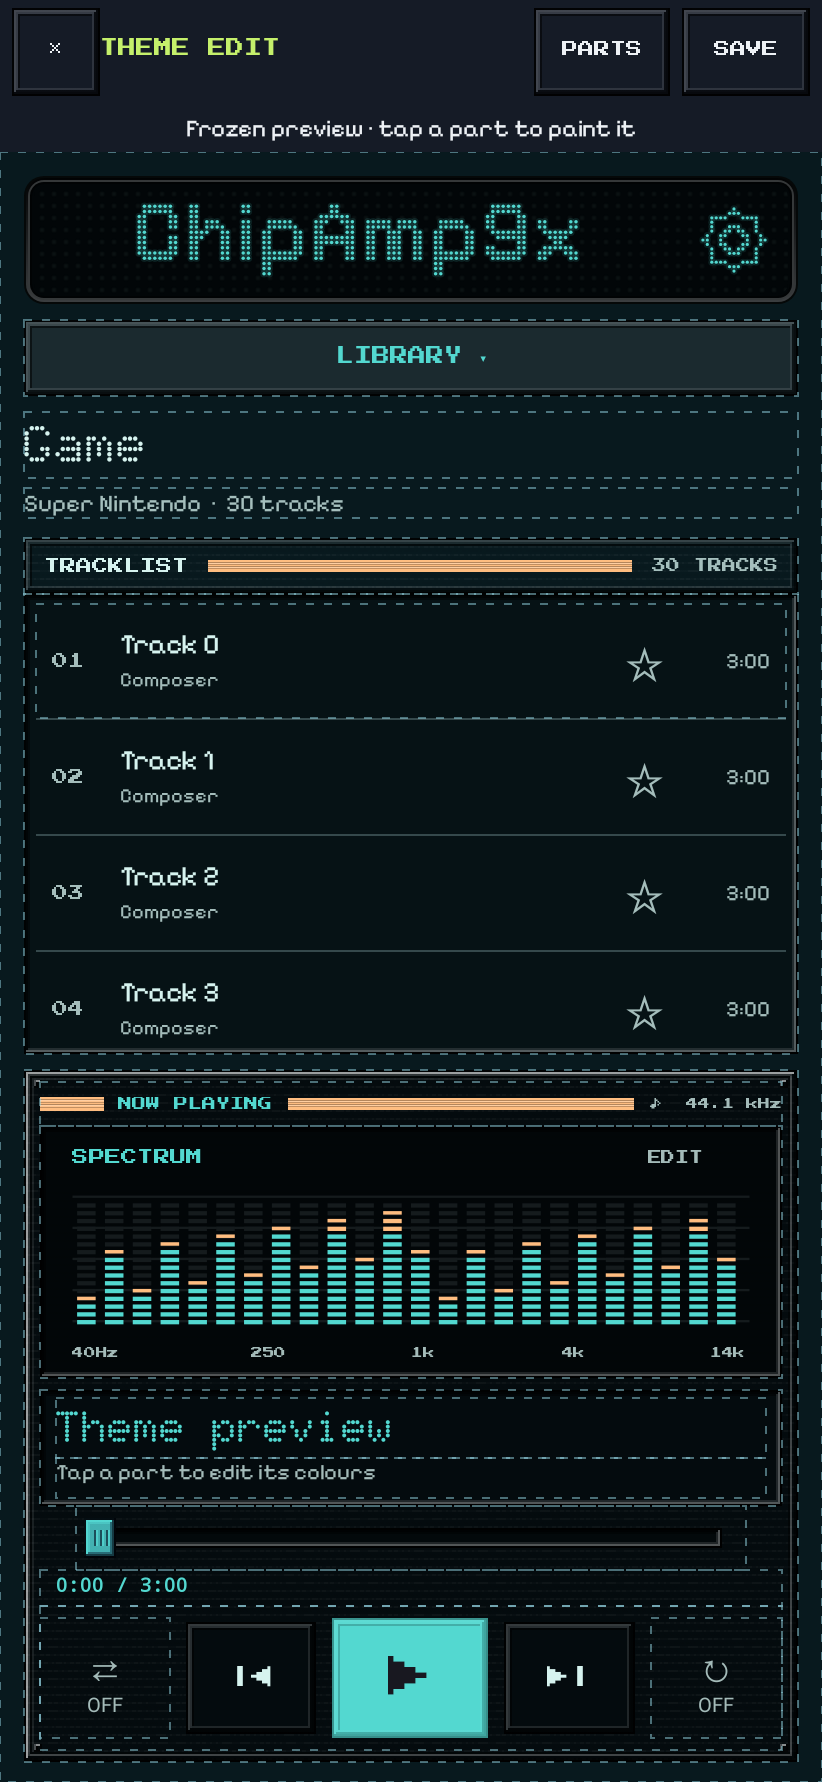 × THEME EDIT PARTS SAVE
Frozen preview · tap a part to paint it
ChipAmp9x
LIBRARY ▾
Game
Super Nintendo · 30 tracks
TRACKLIST 30 TRACKS
01 Track 0 ☆ 3:00
Composer
02 Track 1 ☆ 3:00
Composer
03 Track 2 ☆ 3:00
Composer
04 Track 3 ☆ 3:00
Composer
NOW PLAYING ♪ 44.1 kHz
SPECTRUM EDIT
40Hz 250 1k 4k 14k
Theme preview
Tap a part to edit its colours
0:00 / 3:00
OFF OFF